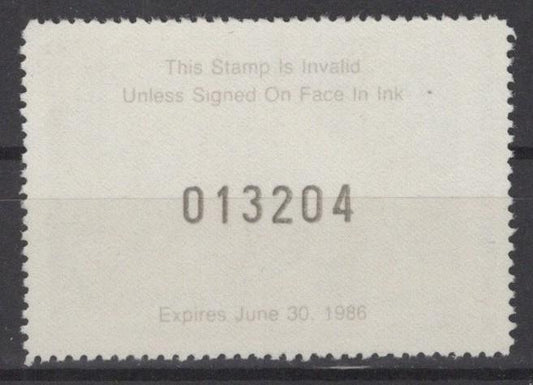 This Stamp Is Invalid
Unless Signed On Face In Ink
013204
Expires June 30, 1986